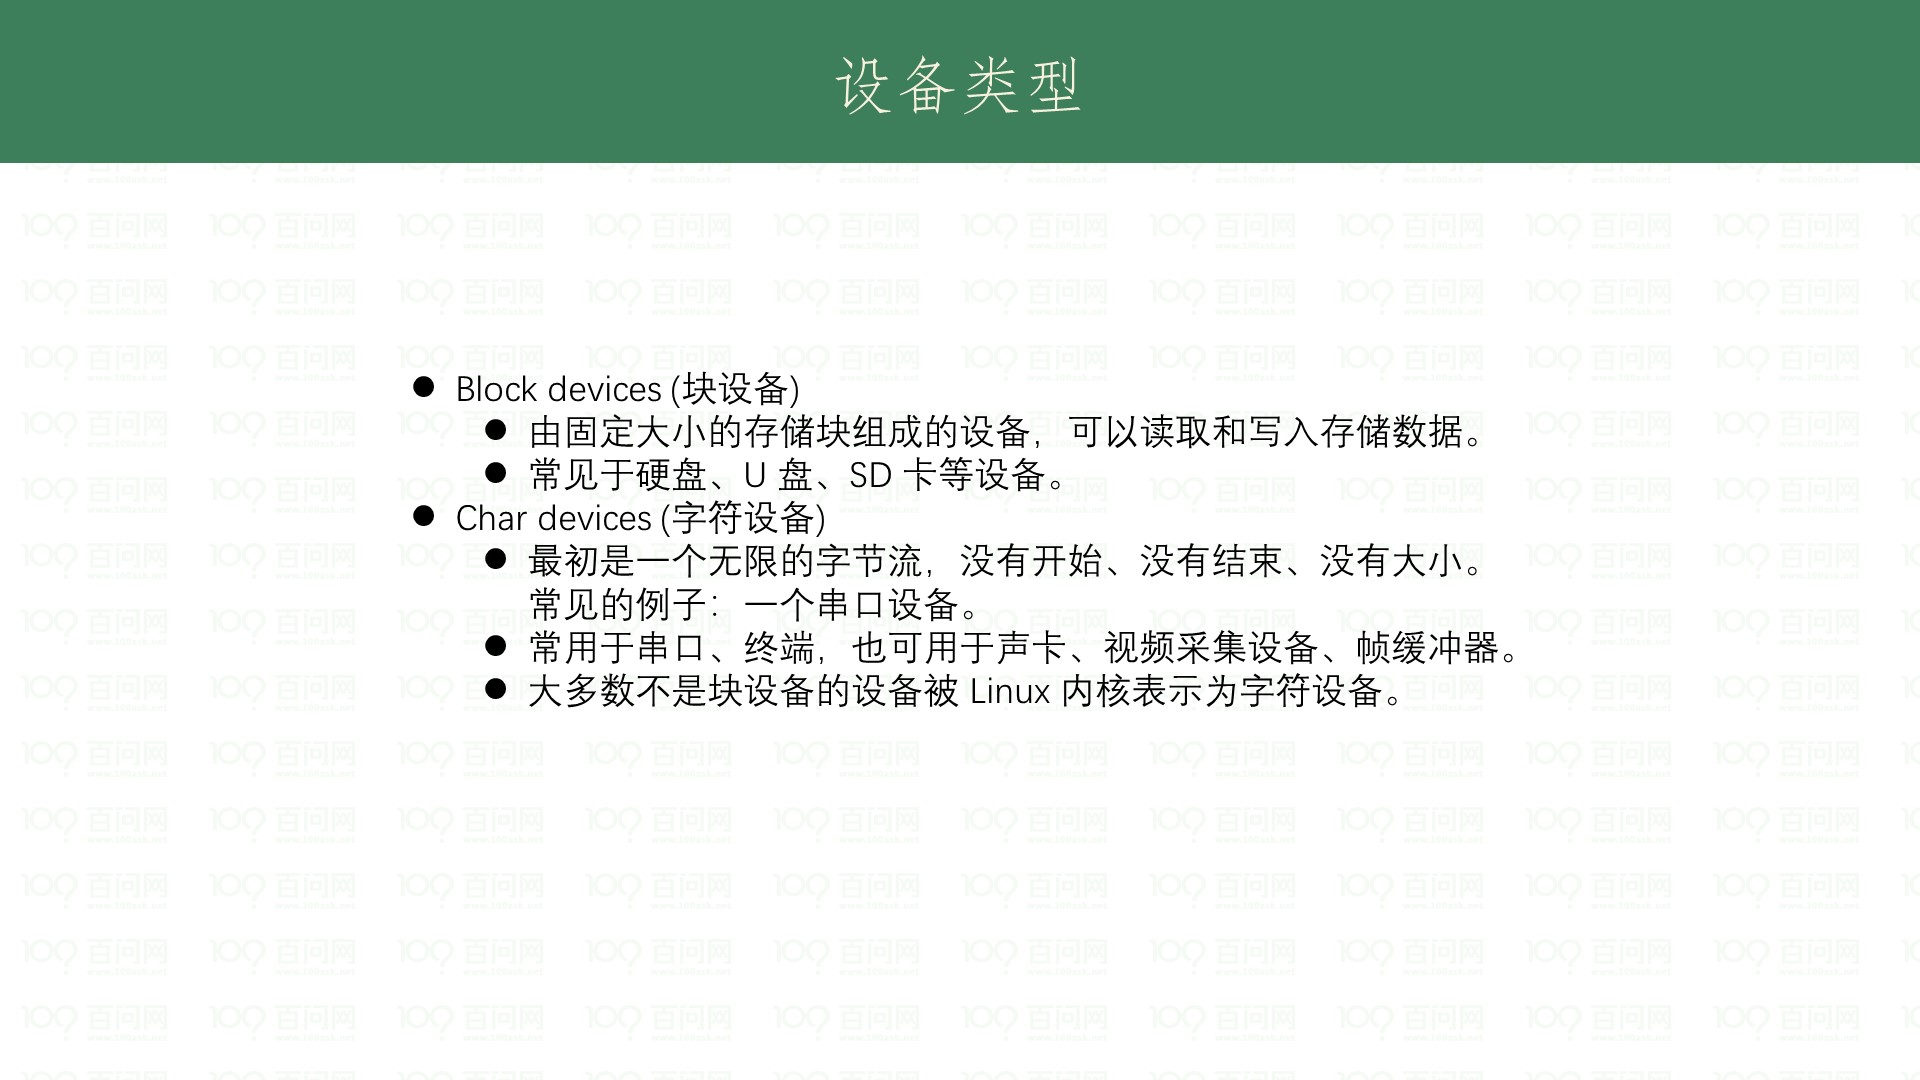 设备类型
Block devices (块设备)
由固定大小的存储块组成的设备，可以读取和写入存储数据。
常见于硬盘、U 盘、SD 卡等设备。
Char devices (字符设备)
最初是一个无限的字节流，没有开始、没有结束、没有大小。
常见的例子：一个串口设备。
常用于串口、终端，也可用于声卡、视频采集设备、帧缓冲器。
大多数不是块设备的设备被 Linux 内核表示为字符设备。
百问网
www.100ask.net